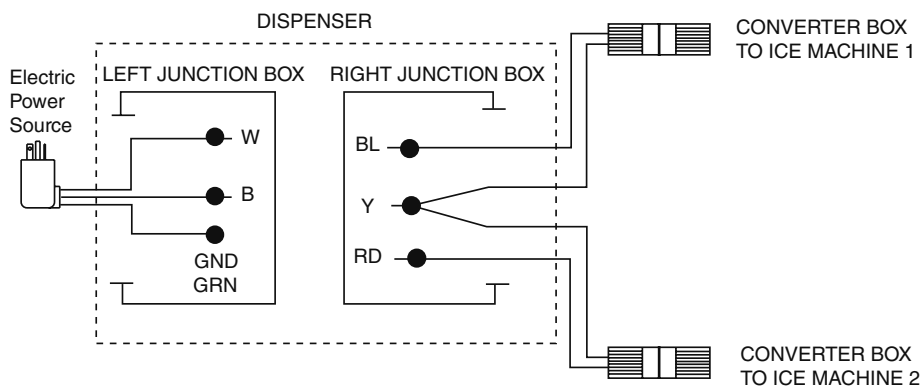 DISPENSER
CONVERTER BOX
TO ICE MACHINE 1
Electric
Power
Source
LEFT JUNCTION BOX
RIGHT JUNCTION BOX
W
BL
B
Y
GND
GRN
RD
CONVERTER BOX
TO ICE MACHINE 2